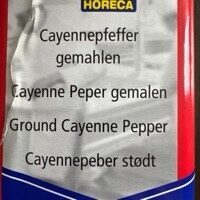 HORECA
Cayennepfeffer
gemahlen
Cayenne Peper gemalen
Ground Cayenne Pepper
Cayennepeber stødt